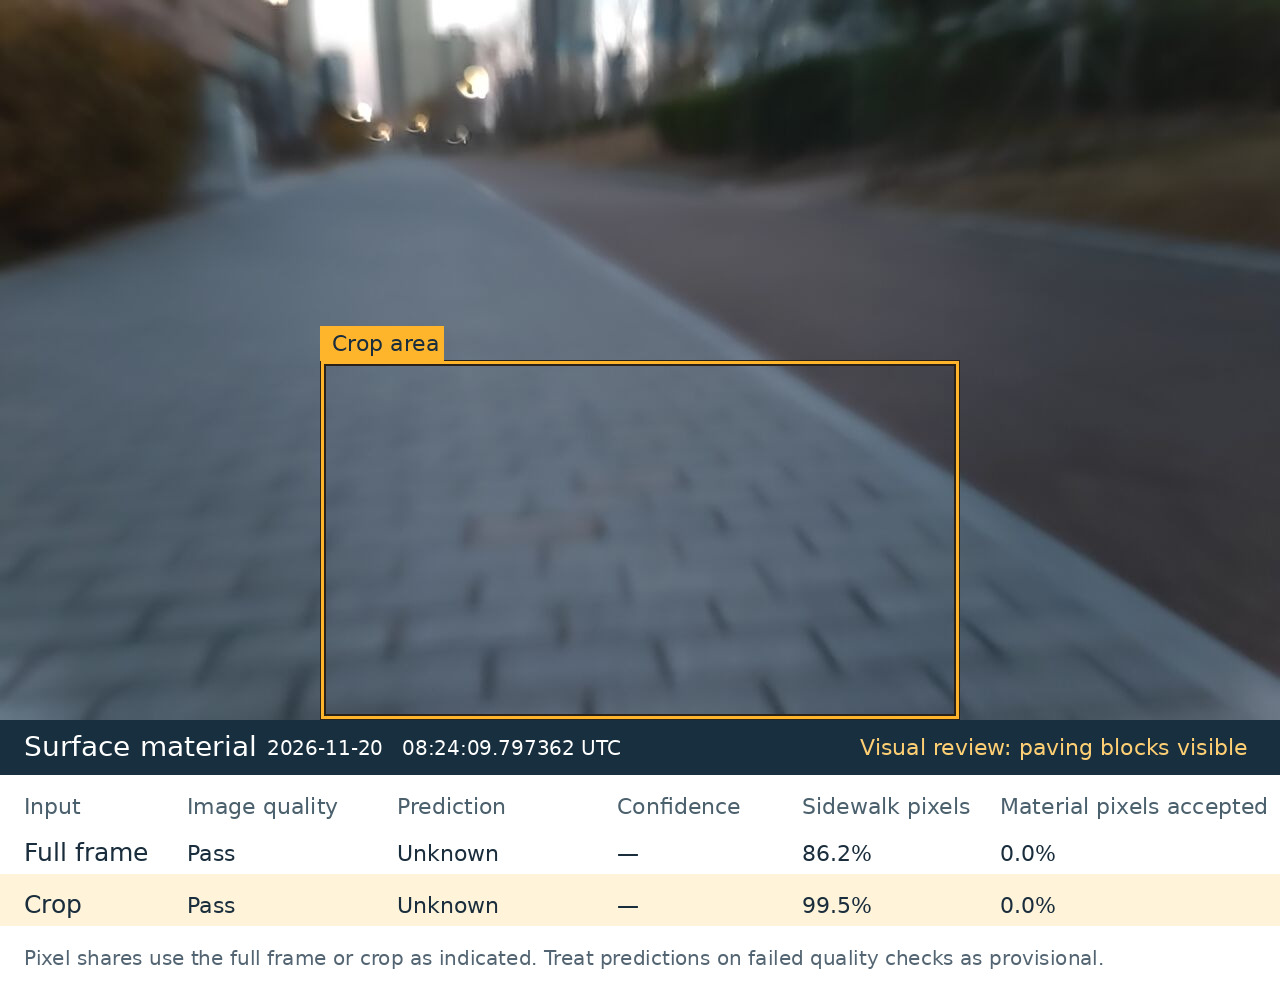 Crop area
Surface material 2026-11-20 08:24:09.797362 UTC Visual review: paving blocks visible
Input Image quality Prediction Confidence Sidewalk pixels Material pixels accepted
Full frame Pass Unknown — 86.2% 0.0%
Crop Pass Unknown — 99.5% 0.0%
Pixel shares use the full frame or crop as indicated. Treat predictions on failed quality checks as provisional.